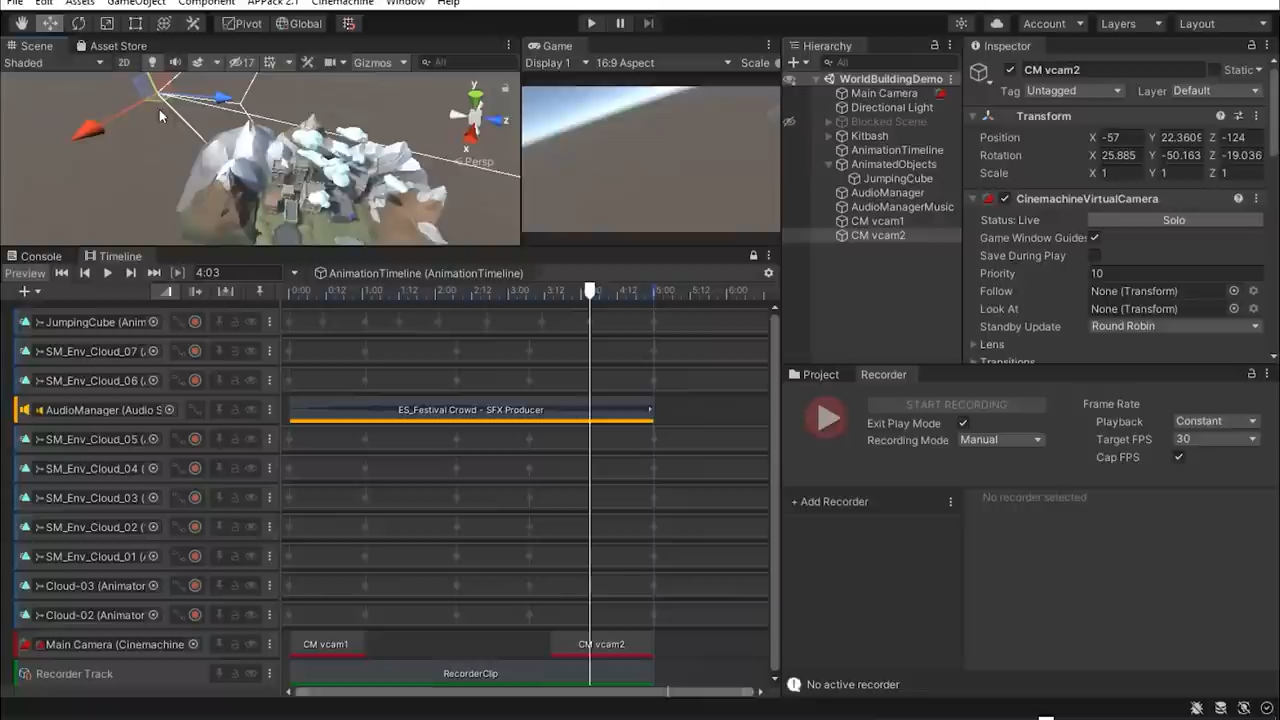 File Edit Assets GameObject Component APPack 2.1 Cinemachine Window Help
Pivot Global Account Layers Layout
Scene Asset Store
Shaded 2D 17 Gizmos All
y z x
Persp
Game
Display 1 16:9 Aspect Scale
Hierarchy
All
WorldBuildingDemo
Main Camera
Directional Light
Blocked Scene
Kitbash
AnimationTimeline
AnimatedObjects
JumpingCube
AudioManager
AudioManagerMusic
CM vcam1
CM vcam2
Inspector
CM vcam2 Static
Tag Untagged Layer Default
Transform
Position X -57 Y 22.3609 Z -124
Rotation X 25.885 Y -50.163 Z -19.036
Scale X 1 Y 1 Z 1
CinemachineVirtualCamera
Status: Live Solo
Game Window Guides
Save During Play
Priority 10
Follow None (Transform)
Look At None (Transform)
Standby Update Round Robin
Lens
Transitions
Console Timeline
Preview 4:03 AnimationTimeline (AnimationTimeline)
0:00 0:12 1:00 1:12 2:00 2:12 3:00 3:12 4:12 5:00 5:12 6:00
JumpingCube (Anim
SM_Env_Cloud_07 (
SM_Env_Cloud_06 (
AudioManager (Audio S ES_Festival Crowd - SFX Producer
SM_Env_Cloud_05 (
SM_Env_Cloud_04 (
SM_Env_Cloud_03 (
SM_Env_Cloud_02 (
SM_Env_Cloud_01 (
Cloud-03 (Animator
Cloud-02 (Animator
Main Camera (Cinemachine CM vcam1 CM vcam2
Recorder Track RecorderClip
Project Recorder
START RECORDING
Exit Play Mode
Recording Mode Manual
Frame Rate
Playback Constant
Target FPS 30
Cap FPS
+ Add Recorder
No recorder selected
No active recorder